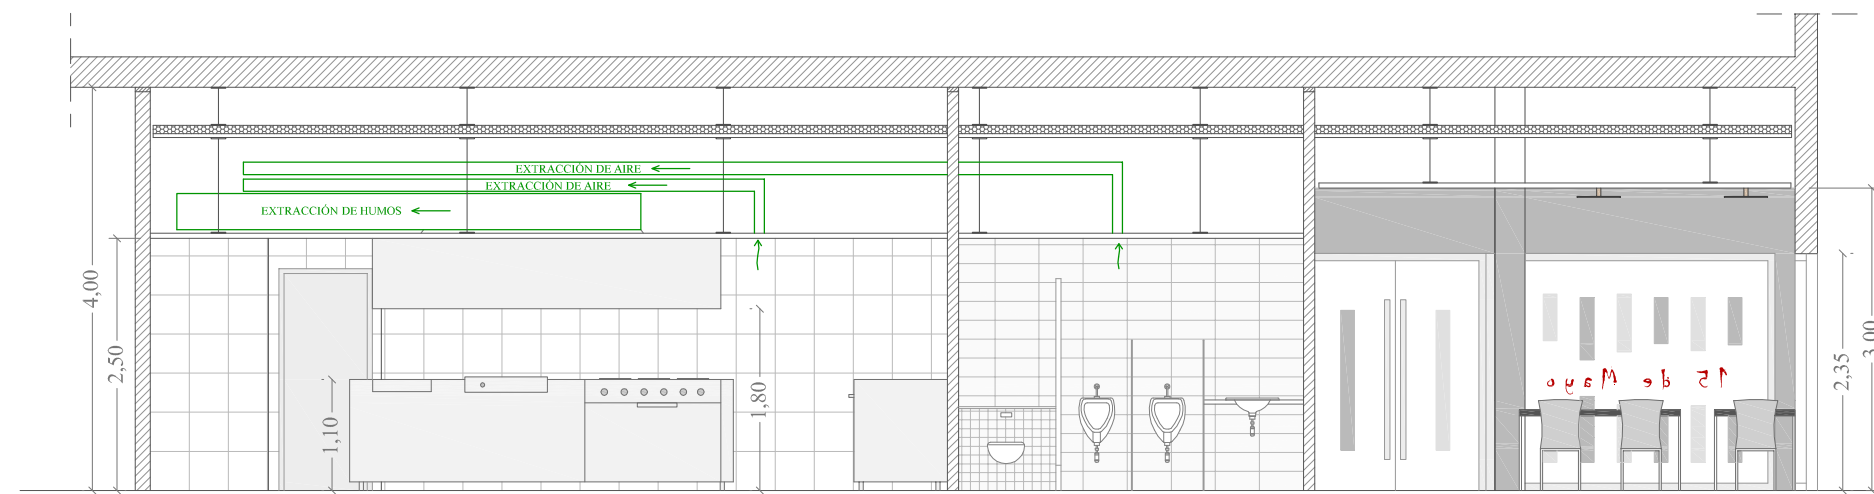 EXTRACCIÓN DE AIRE
EXTRACCIÓN DE AIRE
EXTRACCIÓN DE HUMOS
4,00
2,50
1,10
1,80
15 de Mayo
2,35
3,00